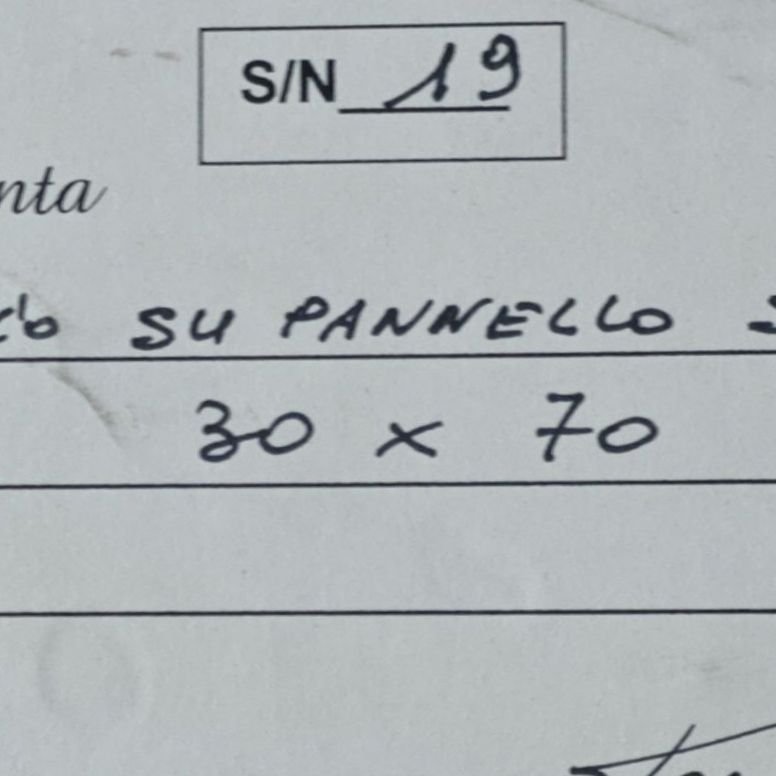 S/N 19
nta
SU PANNELLO
30 x 70